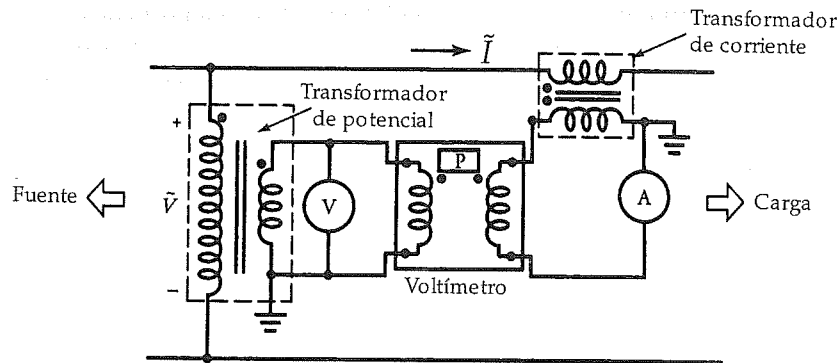 Transformador
de corriente
Ĩ
Transformador
de potencial
+
P
Fuente
Ṽ
V
A
Carga
−
Voltímetro